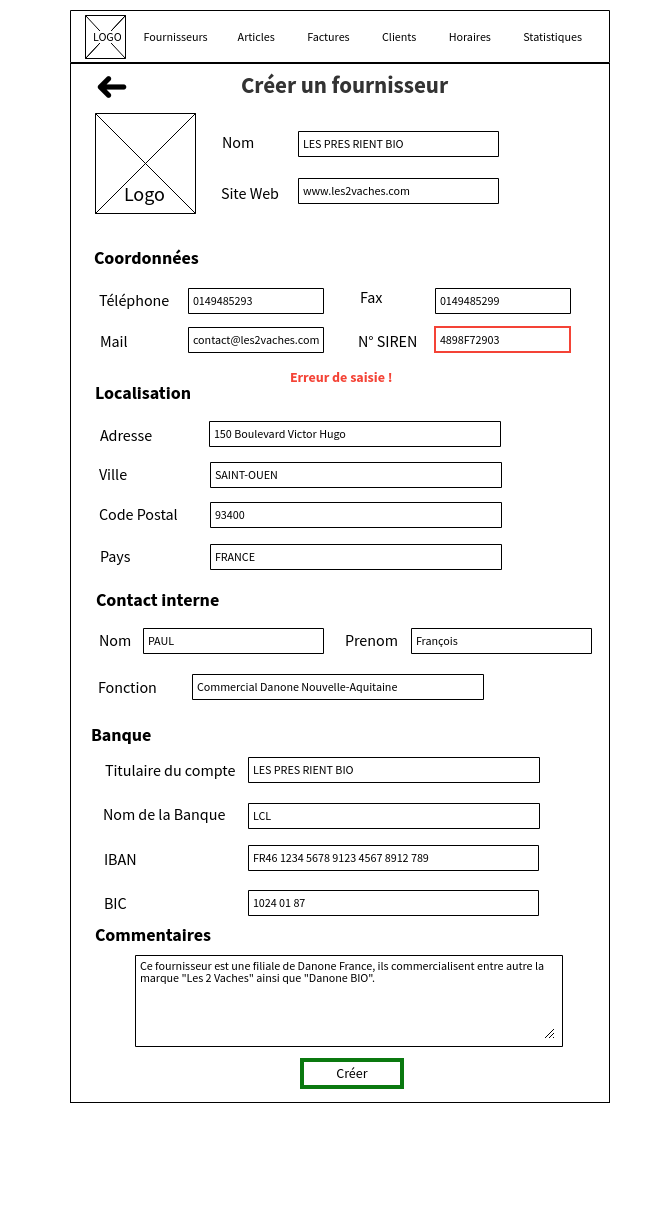 LOGO Fournisseurs Articles Factures Clients Horaires Statistiques
Créer un fournisseur
Logo
Nom LES PRES RIENT BIO
Site Web www.les2vaches.com
Coordonnées
Téléphone 0149485293 Fax 0149485299
Mail contact@les2vaches.com N° SIREN 4898F72903
Erreur de saisie !
Localisation
Adresse 150 Boulevard Victor Hugo
Ville SAINT-OUEN
Code Postal 93400
Pays FRANCE
Contact interne
Nom PAUL Prenom François
Fonction Commercial Danone Nouvelle-Aquitaine
Banque
Titulaire du compte LES PRES RIENT BIO
Nom de la Banque LCL
IBAN FR46 1234 5678 9123 4567 8912 789
BIC 1024 01 87
Commentaires
Ce fournisseur est une filiale de Danone France, ils commercialisent entre autre la
marque "Les 2 Vaches" ainsi que "Danone BIO".
Créer